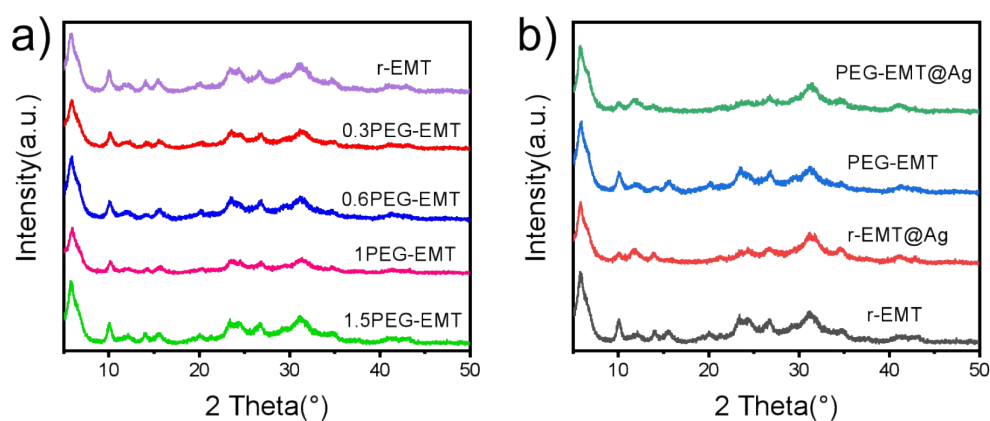 a)
Intensity(a.u.)
r-EMT
0.3PEG-EMT
0.6PEG-EMT
1PEG-EMT
1.5PEG-EMT
10 20 30 40 50
2 Theta(°)
b)
Intensity(a.u.)
PEG-EMT@Ag
PEG-EMT
r-EMT@Ag
r-EMT
10 20 30 40 50
2 Theta(°)